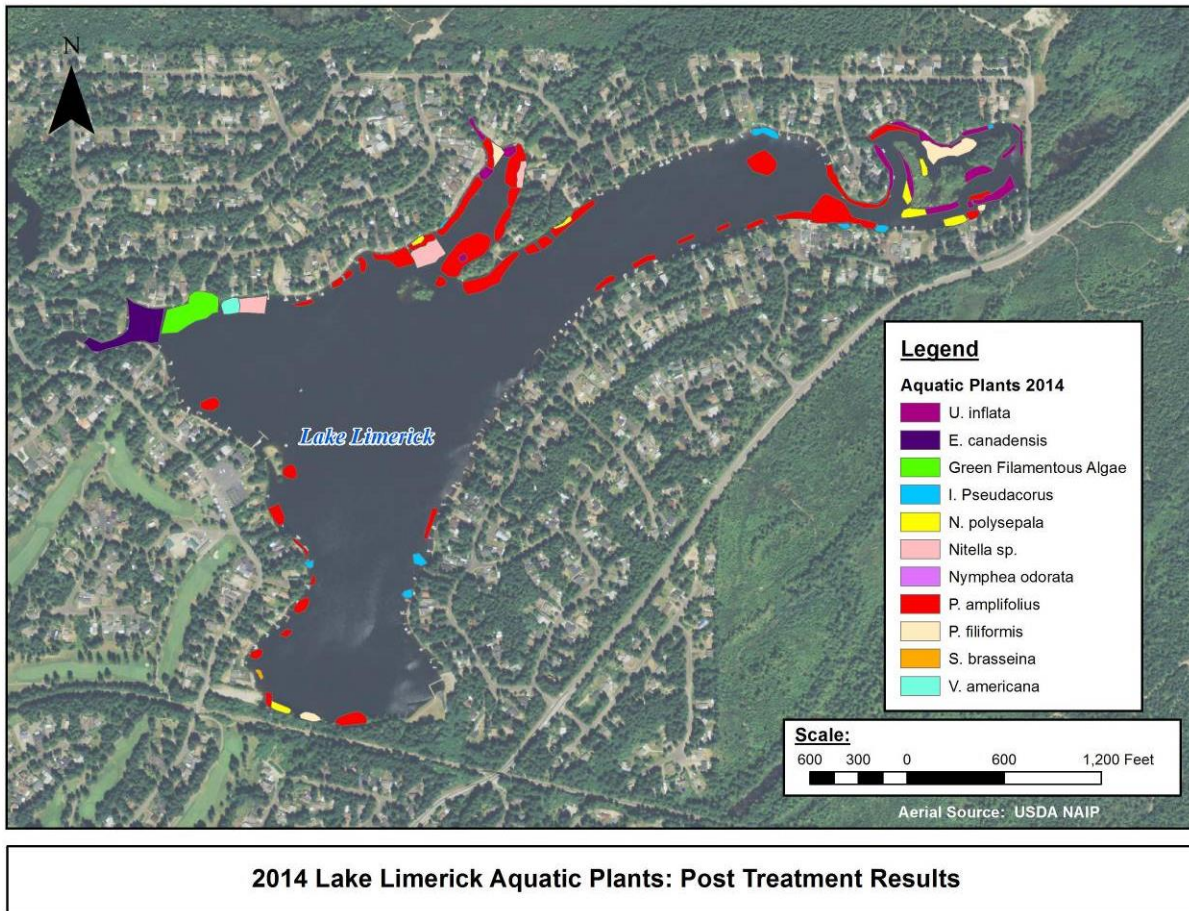 N
Lake Limerick
Legend
Aquatic Plants 2014
U. inflata
E. canadensis
Green Filamentous Algae
I. Pseudacorus
N. polysepala
Nitella sp.
Nymphea odorata
P. amplifolius
P. filiformis
S. brasseina
V. americana
Scale:
600 300 0 600 1,200 Feet
Aerial Source: USDA NAIP
2014 Lake Limerick Aquatic Plants: Post Treatment Results